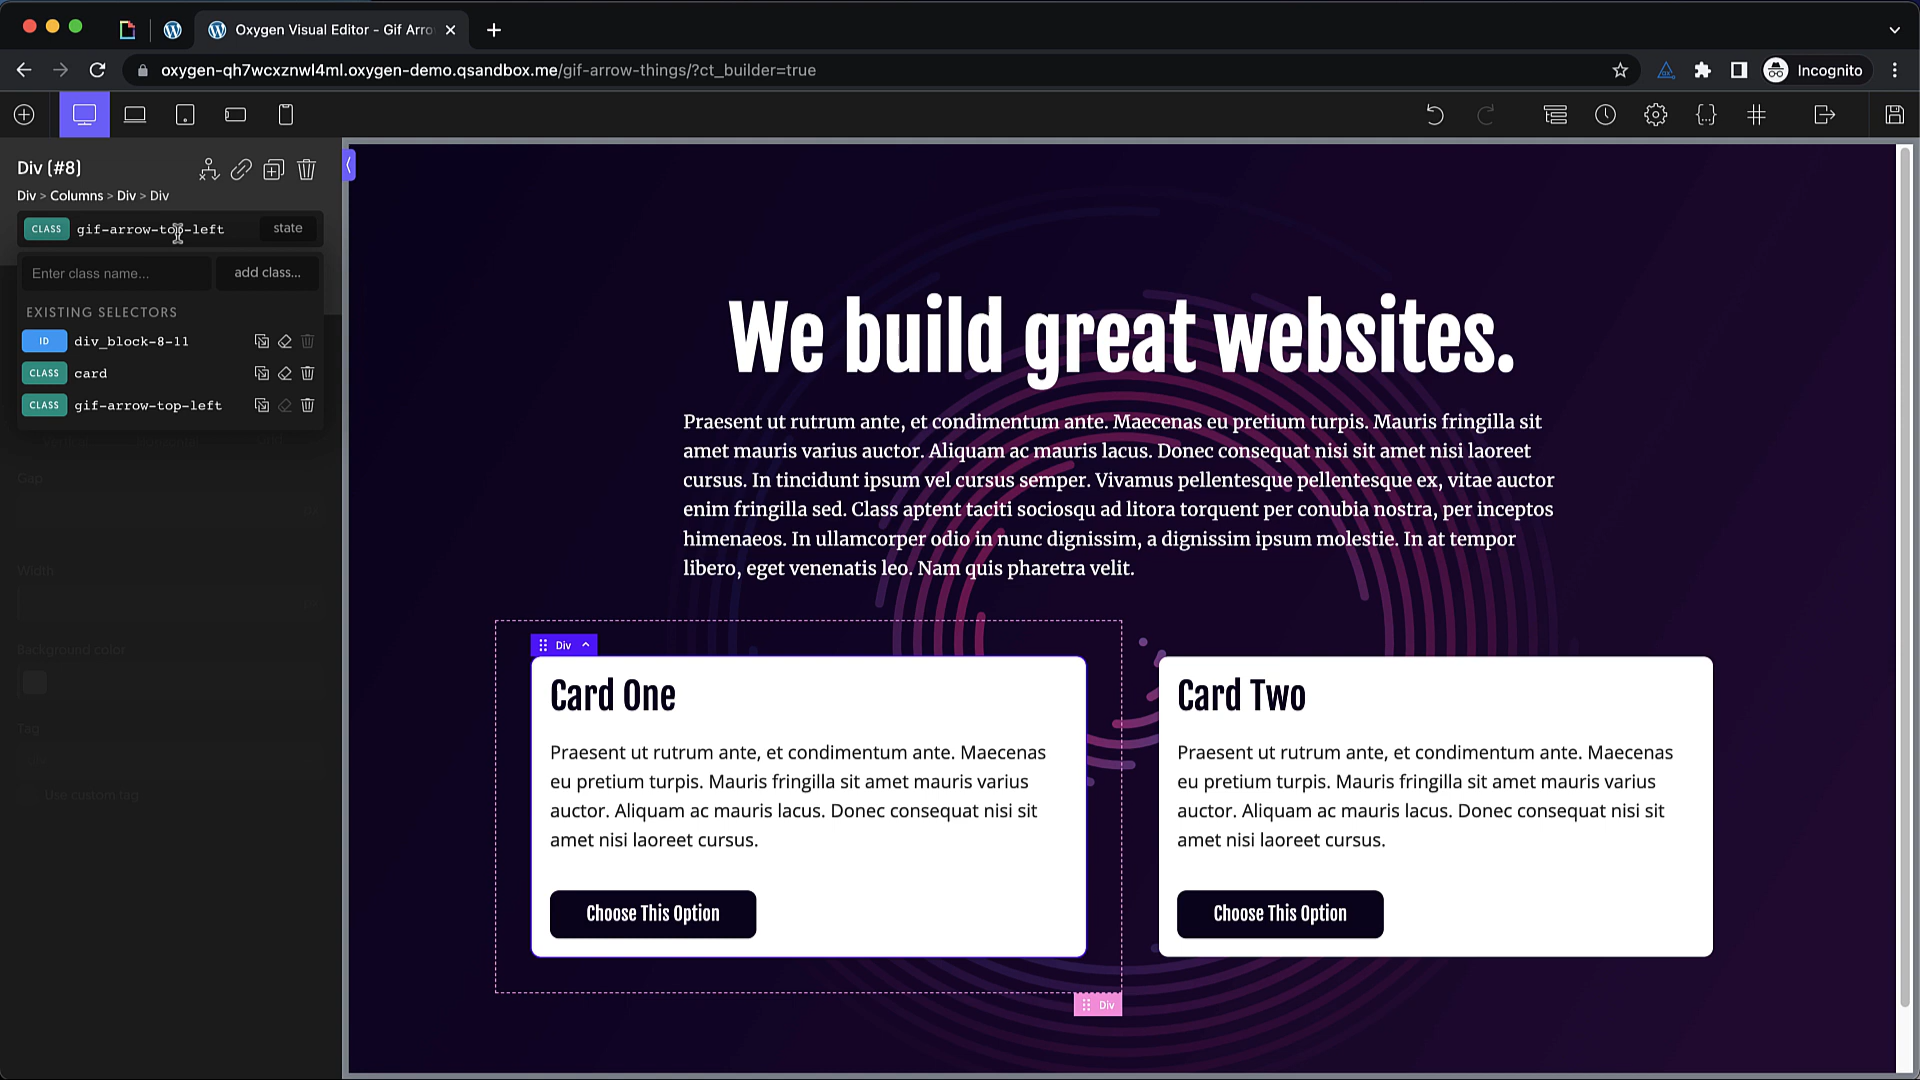 Oxygen Visual Editor - Gif Arro
oxygen-qh7wcxznwl4ml.oxygen-demo.qsandbox.me/gif-arrow-things/?ct_builder=true
Incognito
Div (#8)
Div > Columns > Div > Div
CLASS gif-arrow-top-left state
Enter class name... add class...
EXISTING SELECTORS
ID div_block-8-11
CLASS card
CLASS gif-arrow-top-left
Gap
Width
Background color
Tag
Use custom tag
We build great websites.
Praesent ut rutrum ante, et condimentum ante. Maecenas eu pretium turpis. Mauris fringilla sit
amet mauris varius auctor. Aliquam ac mauris lacus. Donec consequat nisi sit amet nisi laoreet
cursus. In tincidunt ipsum vel cursus semper. Vivamus pellentesque pellentesque ex, vitae auctor
enim fringilla sed. Class aptent taciti sociosqu ad litora torquent per conubia nostra, per inceptos
himenaeos. In ullamcorper odio in nunc dignissim, a dignissim ipsum molestie. In at tempor
libero, eget venenatis leo. Nam quis pharetra velit.
Div
Card One
Praesent ut rutrum ante, et condimentum ante. Maecenas
eu pretium turpis. Mauris fringilla sit amet mauris varius
auctor. Aliquam ac mauris lacus. Donec consequat nisi sit
amet nisi laoreet cursus.
Choose This Option
Div
Card Two
Praesent ut rutrum ante, et condimentum ante. Maecenas
eu pretium turpis. Mauris fringilla sit amet mauris varius
auctor. Aliquam ac mauris lacus. Donec consequat nisi sit
amet nisi laoreet cursus.
Choose This Option